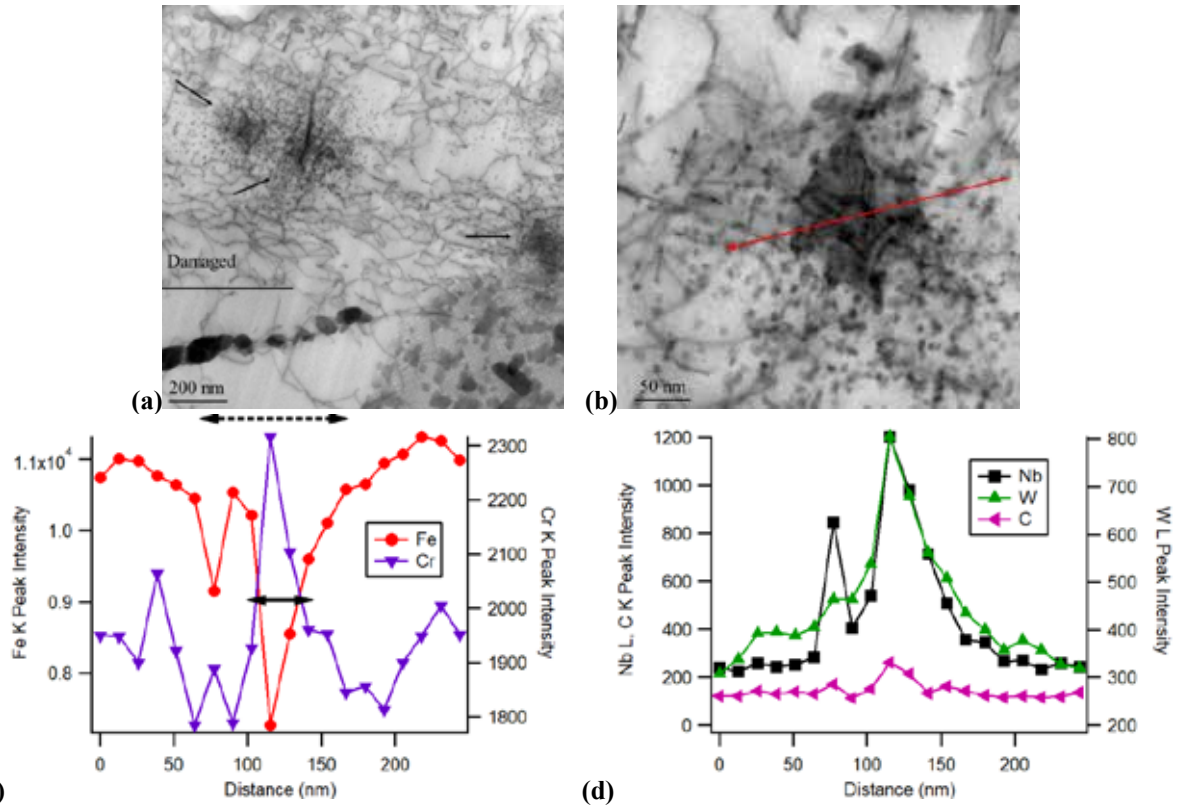 Damaged
200 nm
(a)
50 nm
(b)
1.1x10⁴
1.0
0.9
0.8
Fe K Peak Intensity
Fe
Cr
2300
2200
2100
2000
1900
1800
Cr K Peak Intensity
0 50 100 150 200
Distance (nm)
)
1200
1000
800
600
400
200
0
Nb L, C K Peak Intensity
Nb
W
C
800
700
600
500
400
300
200
W L Peak Intensity
0 50 100 150 200
Distance (nm)
(d)